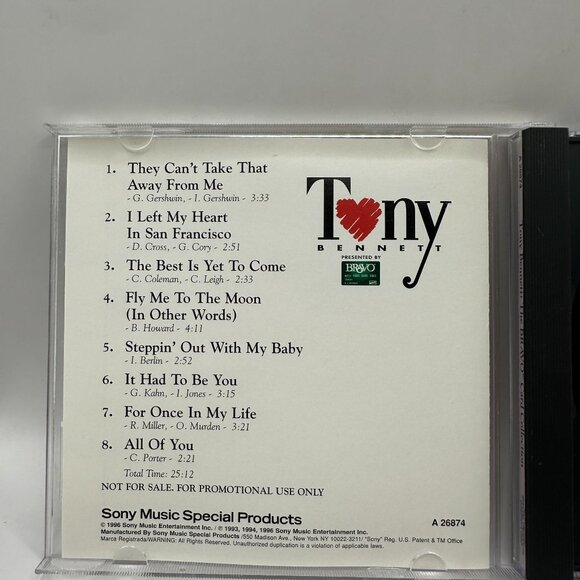 1. They Can't Take That
Away From Me
- G. Gershwin, - I. Gershwin - 3:33
2. I Left My Heart
In San Francisco
- D. Cross, - G. Cory - 2:51
3. The Best Is Yet To Come
- C. Coleman, - C. Leigh - 2:33
4. Fly Me To The Moon
(In Other Words)
- B. Howard - 4:11
5. Steppin' Out With My Baby
- I. Berlin - 2:52
6. It Had To Be You
- G. Kahn, - I. Jones - 3:15
7. For Once In My Life
- R. Miller, - O. Murden - 3:21
8. All Of You
- C. Porter - 2:21
Total Time: 25:12
NOT FOR SALE. FOR PROMOTIONAL USE ONLY
Tony
BENNETT
PRESENTED BY
BRAVO
Sony Music Special Products
A 26874
© 1996 Sony Music Entertainment Inc. / ℗ 1993, 1994, 1996 Sony Music Entertainment Inc.
Manufactured By Sony Music Special Products /550 Madison Ave., New York NY 10022-3211/ "Sony" Reg. U.S. Patent & TM Office
Marca Registrada/WARNING: All Rights Reserved. Unauthorized duplication is a violation of applicable laws.
A 26874
Tony Bennett: The BRAVO Card Collection